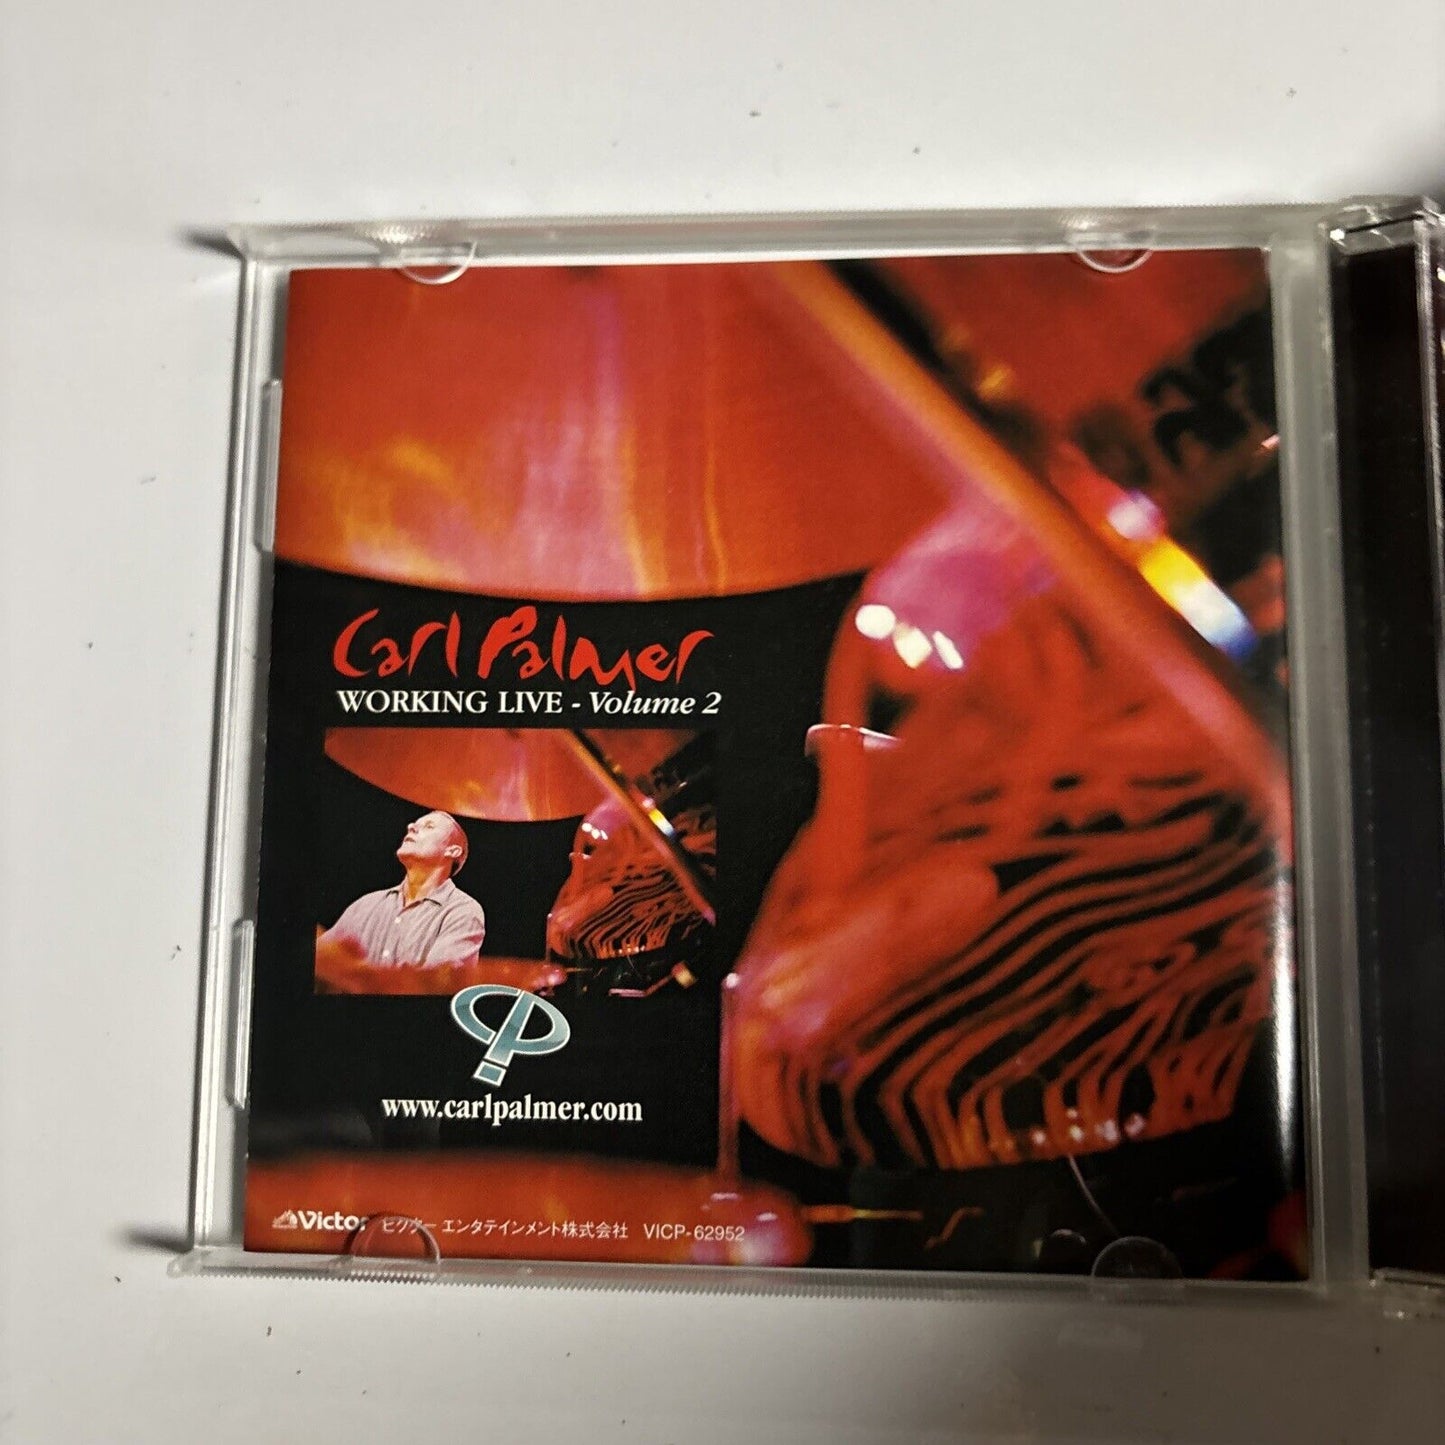 Carl Palmer
WORKING LIVE - Volume 2
CP
www.carlpalmer.com
Victor ビクター エンタテインメント株式会社 VICP-62952